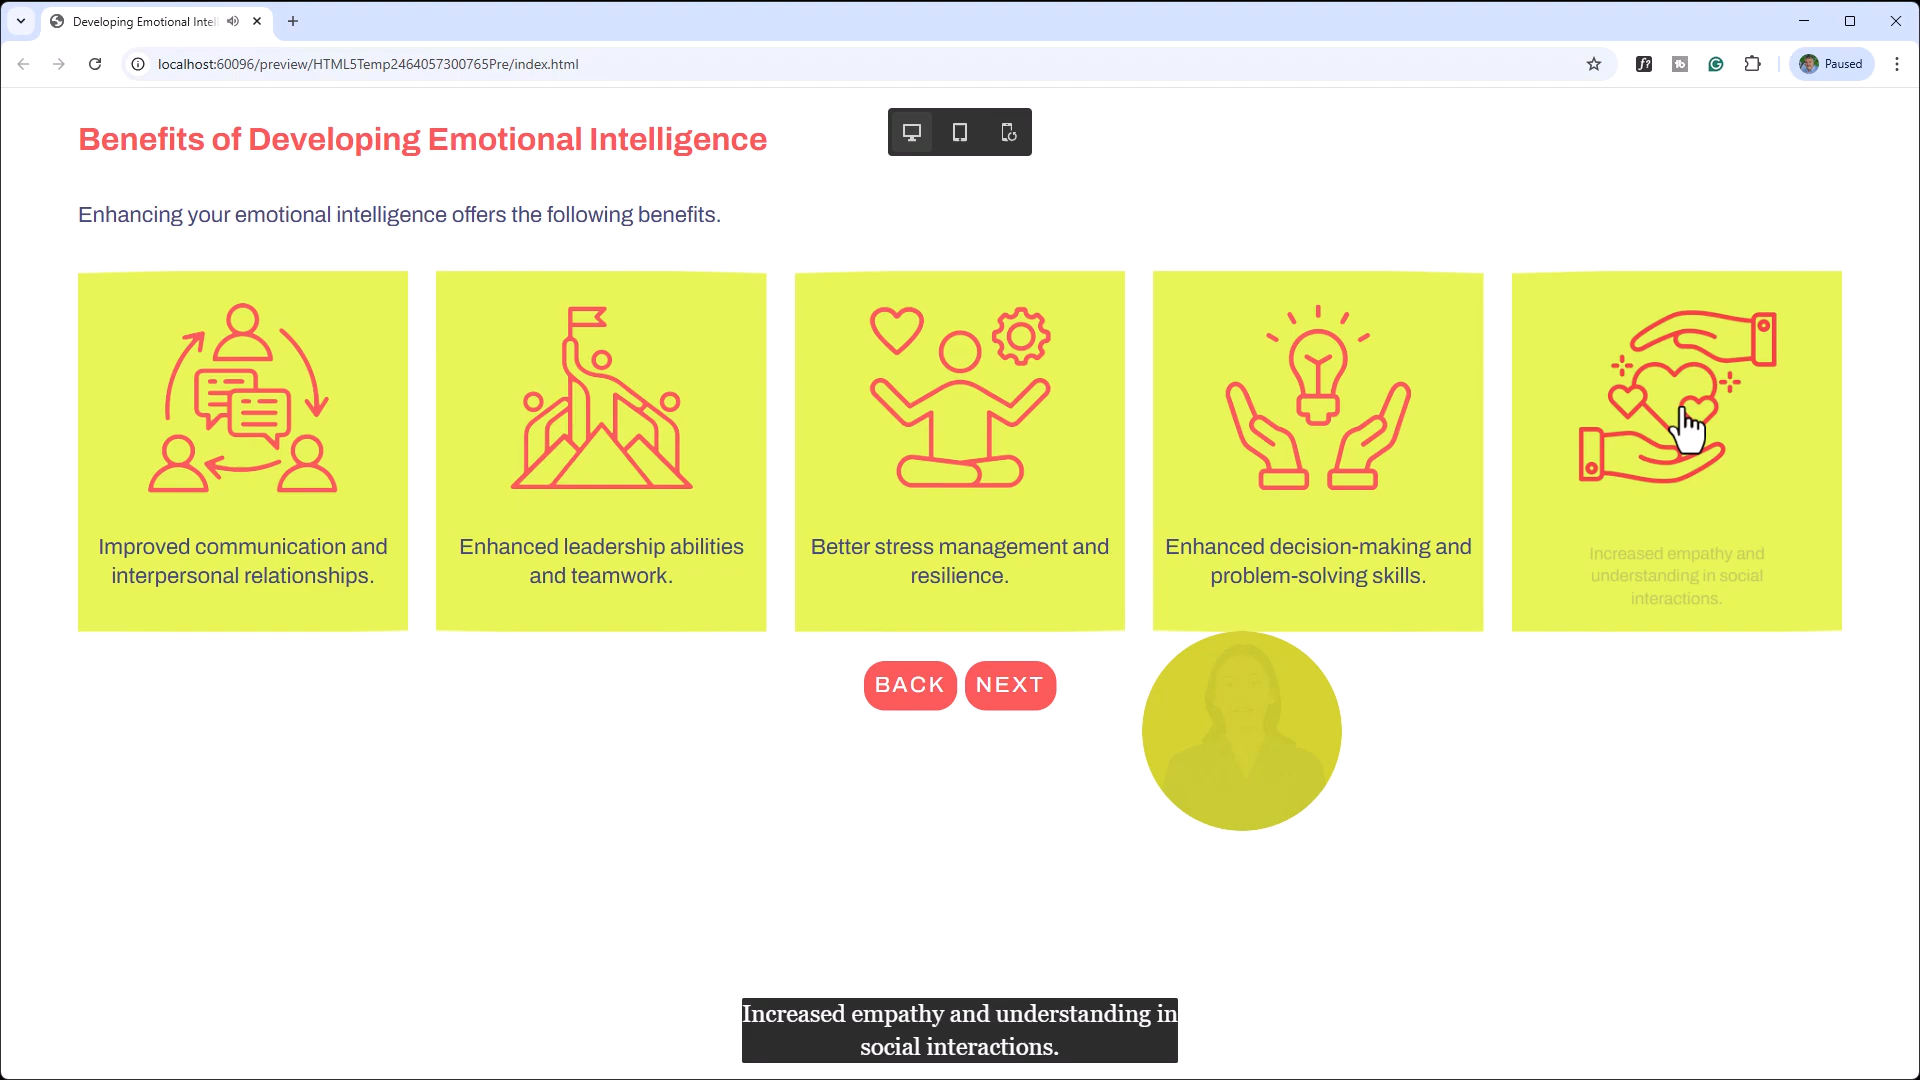 Developing Emotional Intel
localhost:60096/preview/HTML5Temp2464057300765Pre/index.html
Paused
Benefits of Developing Emotional Intelligence
Enhancing your emotional intelligence offers the following benefits.
Improved communication and
interpersonal relationships.
Enhanced leadership abilities
and teamwork.
Better stress management and
resilience.
Enhanced decision-making and
problem-solving skills.
Increased empathy and
understanding in social
interactions.
BACK
NEXT
Increased empathy and understanding in
social interactions.